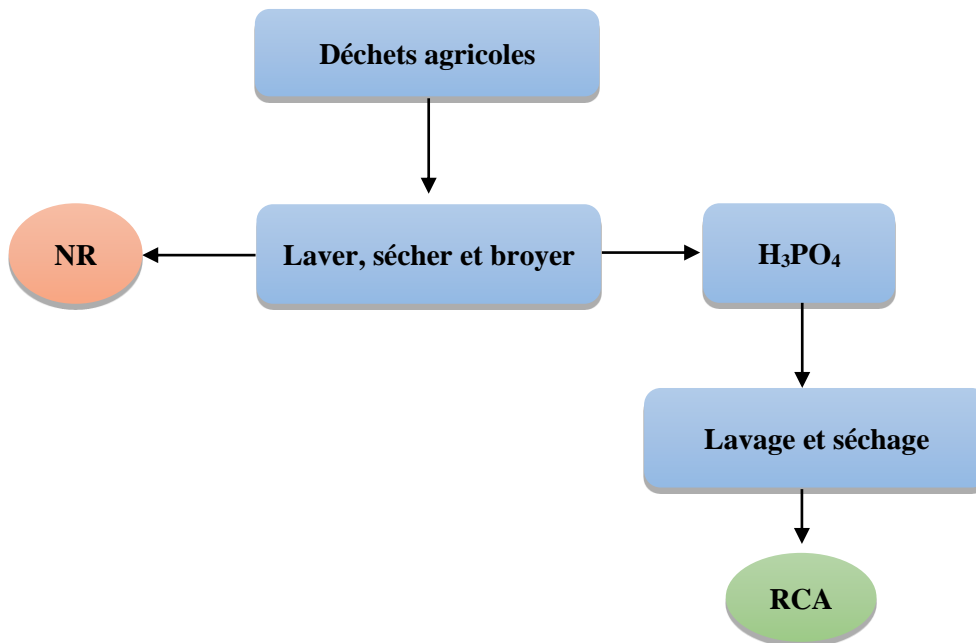 Déchets agricoles
NR
Laver, sécher et broyer
H₃PO₄
Lavage et séchage
RCA